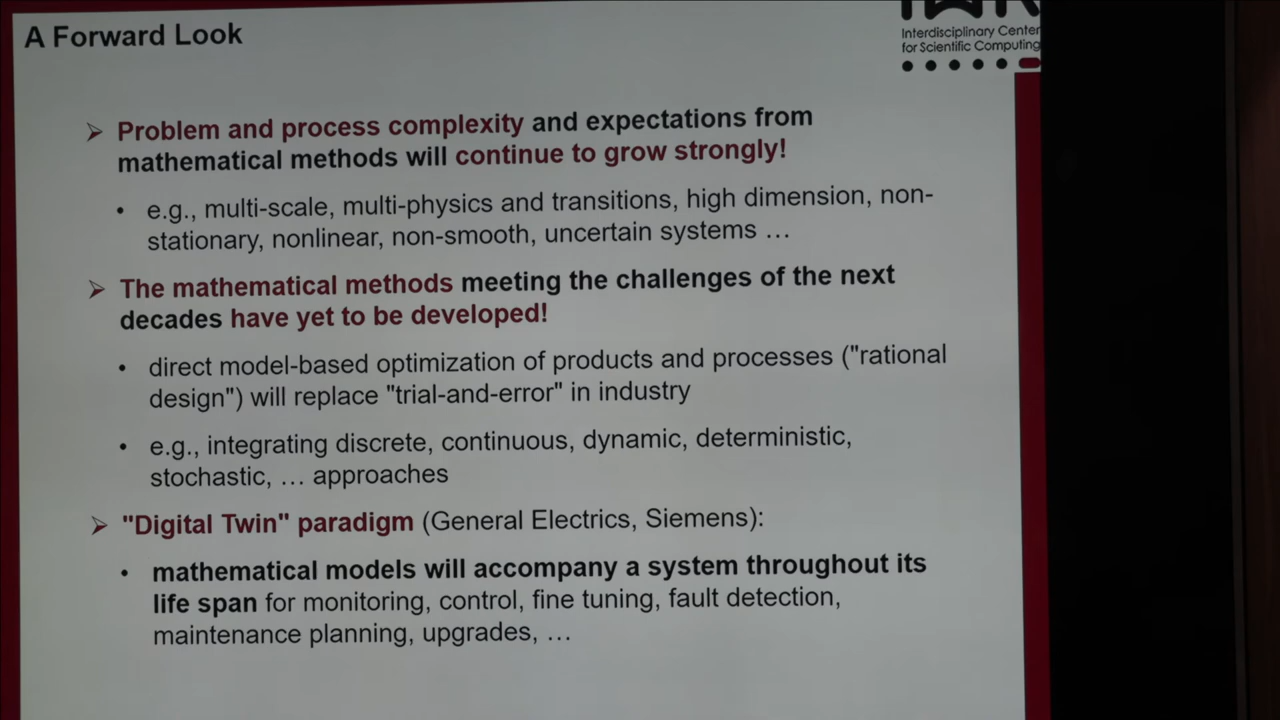 A Forward Look
Interdisciplinary Center
for Scientific Computing
➢ Problem and process complexity and expectations from
mathematical methods will continue to grow strongly!
• e.g., multi-scale, multi-physics and transitions, high dimension, non-
stationary, nonlinear, non-smooth, uncertain systems …
➢ The mathematical methods meeting the challenges of the next
decades have yet to be developed!
• direct model-based optimization of products and processes ("rational
design") will replace "trial-and-error" in industry
• e.g., integrating discrete, continuous, dynamic, deterministic,
stochastic, … approaches
➢ "Digital Twin" paradigm (General Electrics, Siemens):
• mathematical models will accompany a system throughout its
life span for monitoring, control, fine tuning, fault detection,
maintenance planning, upgrades, …